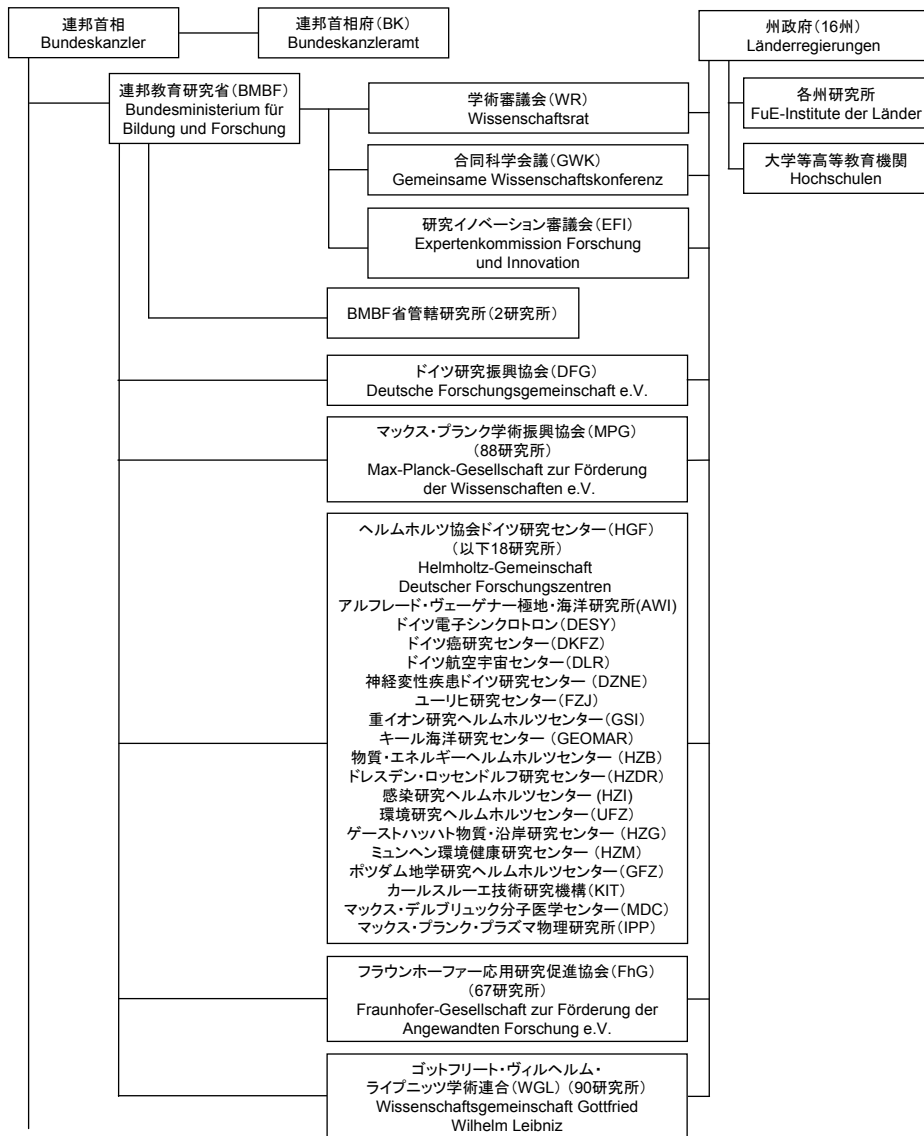 連邦首相
Bundeskanzler
連邦首相府(BK)
Bundeskanzleramt
州政府(16州)
Länderregierungen
連邦教育研究省(BMBF)
Bundesministerium für
Bildung und Forschung
学術審議会(WR)
Wissenschaftsrat
各州研究所
FuE-Institute der Länder
合同科学会議(GWK)
Gemeinsame Wissenschaftskonferenz
大学等高等教育機関
Hochschulen
研究イノベーション審議会(EFI)
Expertenkommission Forschung
und Innovation
BMBF省管轄研究所(2研究所)
ドイツ研究振興協会(DFG)
Deutsche Forschungsgemeinschaft e.V.
マックス・プランク学術振興協会(MPG)
(88研究所)
Max-Planck-Gesellschaft zur Förderung
der Wissenschaften e.V.
ヘルムホルツ協会ドイツ研究センター(HGF)
(以下18研究所)
Helmholtz-Gemeinschaft
Deutscher Forschungszentren
アルフレード・ヴェーゲナー極地・海洋研究所(AWI)
ドイツ電子シンクロトロン(DESY)
ドイツ癌研究センター(DKFZ)
ドイツ航空宇宙センター(DLR)
神経変性疾患ドイツ研究センター (DZNE)
ユーリヒ研究センター(FZJ)
重イオン研究ヘルムホルツセンター(GSI)
キール海洋研究センター (GEOMAR)
物質・エネルギーヘルムホルツセンター (HZB)
ドレスデン・ロッセンドルフ研究センター(HZDR)
感染研究ヘルムホルツセンター (HZI)
環境研究ヘルムホルツセンター(UFZ)
ゲーストハッハト物質・沿岸研究センター (HZG)
ミュンヘン環境健康研究センター (HZM)
ポツダム地学研究ヘルムホルツセンター(GFZ)
カールスルーエ技術研究機構(KIT)
マックス・デルブリュック分子医学センター(MDC)
マックス・プランク・プラズマ物理研究所(IPP)
フラウンホーファー応用研究促進協会(FhG)
(67研究所)
Fraunhofer-Gesellschaft zur Förderung der
Angewandten Forschung e.V.
ゴットフリート・ヴィルヘルム・
ライプニッツ学術連合(WGL) (90研究所)
Wissenschaftsgemeinschaft Gottfried
Wilhelm Leibniz